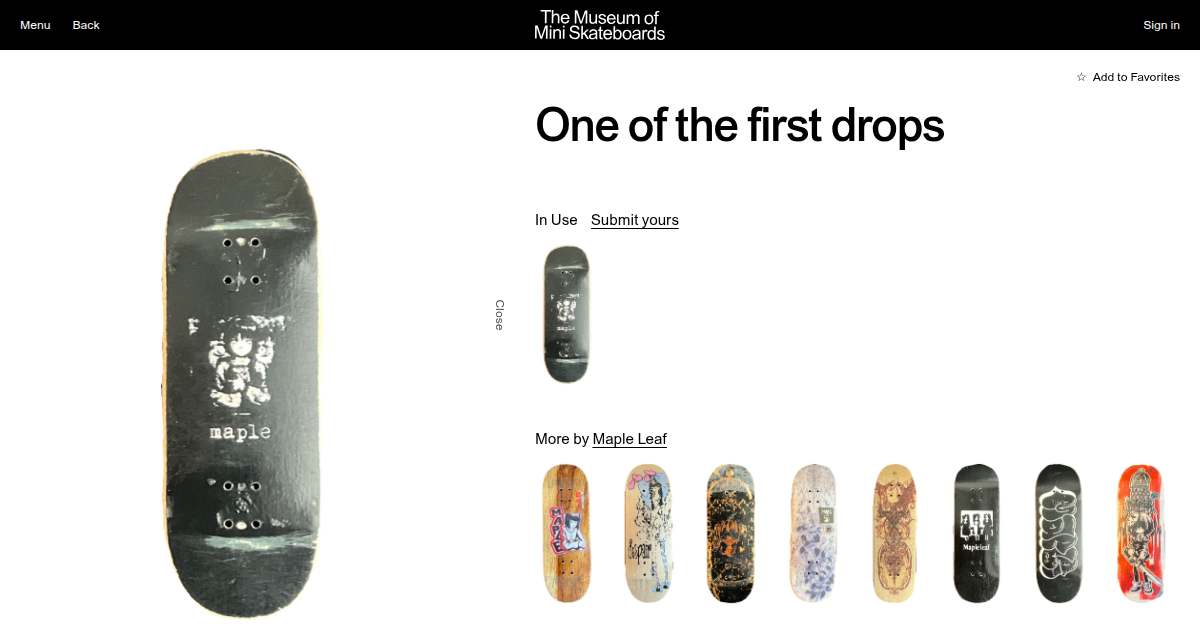 Menu
Back
The Museum of
Mini Skateboards
Sign in
☆ Add to Favorites
One of the first drops
In Use
Submit yours
maple
Close
maple
More by Maple Leaf
Mapleleaf